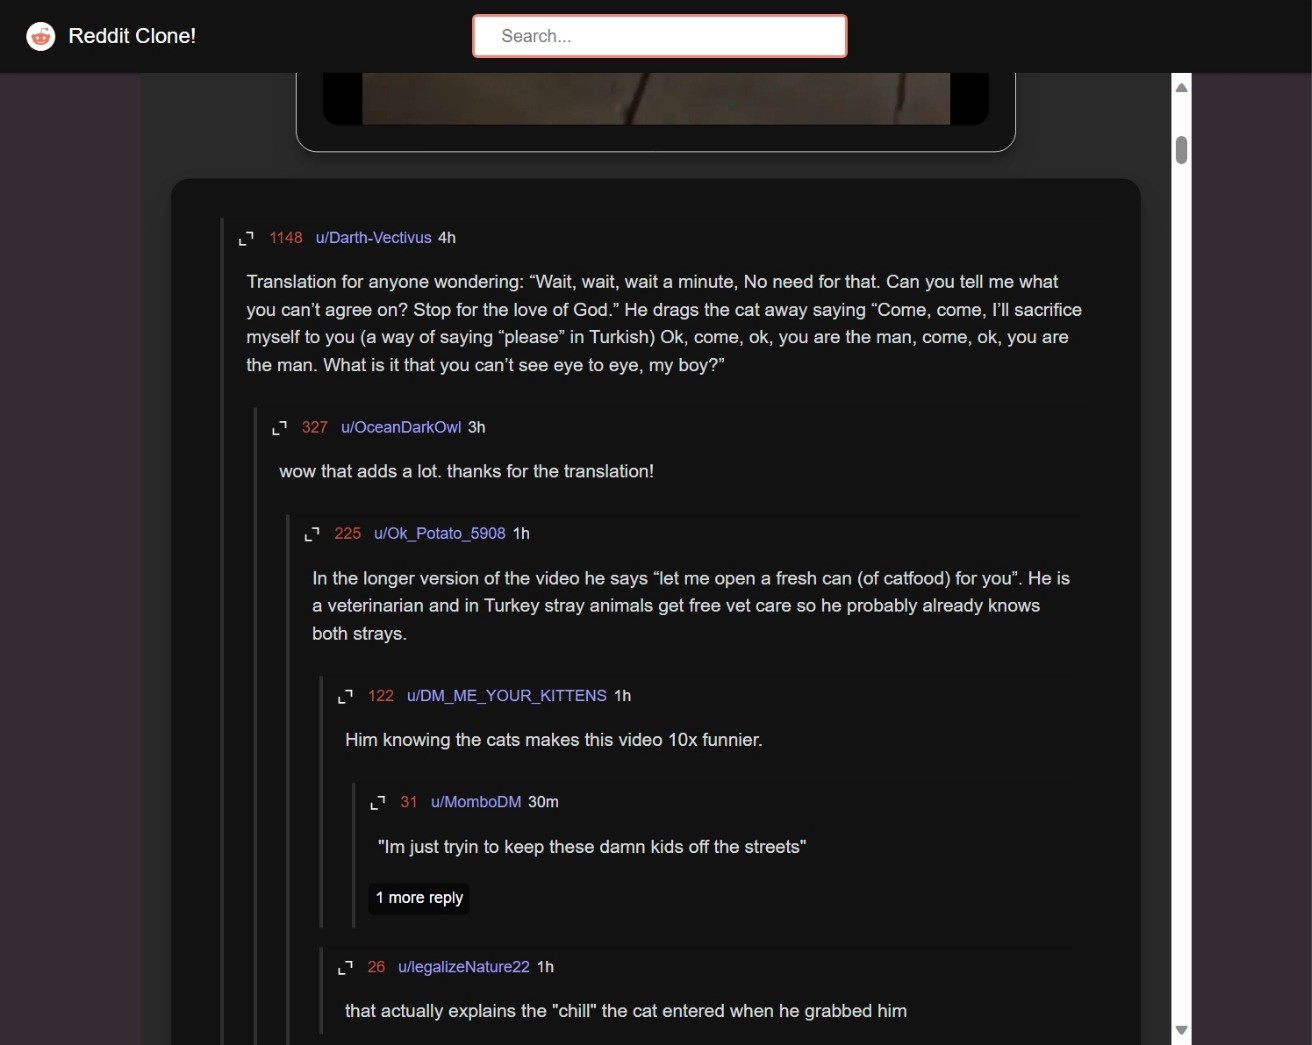 Reddit Clone!
Search...
1148 u/Darth-Vectivus 4h
Translation for anyone wondering: “Wait, wait, wait a minute, No need for that. Can you tell me what
you can’t agree on? Stop for the love of God.” He drags the cat away saying “Come, come, I’ll sacrifice
myself to you (a way of saying “please” in Turkish) Ok, come, ok, you are the man, come, ok, you are
the man. What is it that you can’t see eye to eye, my boy?”
327 u/OceanDarkOwl 3h
wow that adds a lot. thanks for the translation!
225 u/Ok_Potato_5908 1h
In the longer version of the video he says “let me open a fresh can (of catfood) for you”. He is
a veterinarian and in Turkey stray animals get free vet care so he probably already knows
both strays.
122 u/DM_ME_YOUR_KITTENS 1h
Him knowing the cats makes this video 10x funnier.
31 u/MomboDM 30m
"Im just tryin to keep these damn kids off the streets"
1 more reply
26 u/legalizeNature22 1h
that actually explains the "chill" the cat entered when he grabbed him